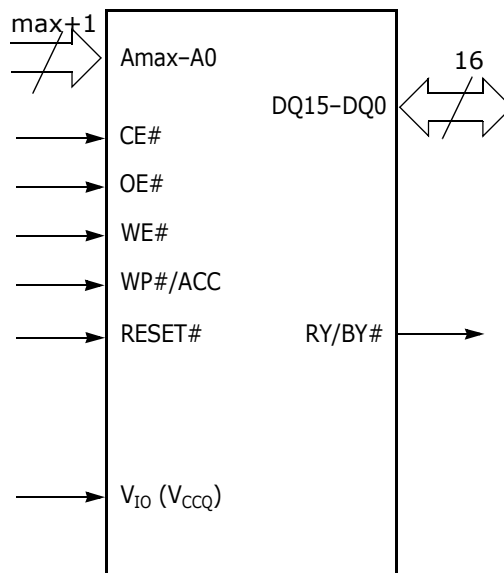 max+1
Amax–A0
16
DQ15–DQ0
CE#
OE#
WE#
WP#/ACC
RESET#
RY/BY#
VIO (VCCQ)